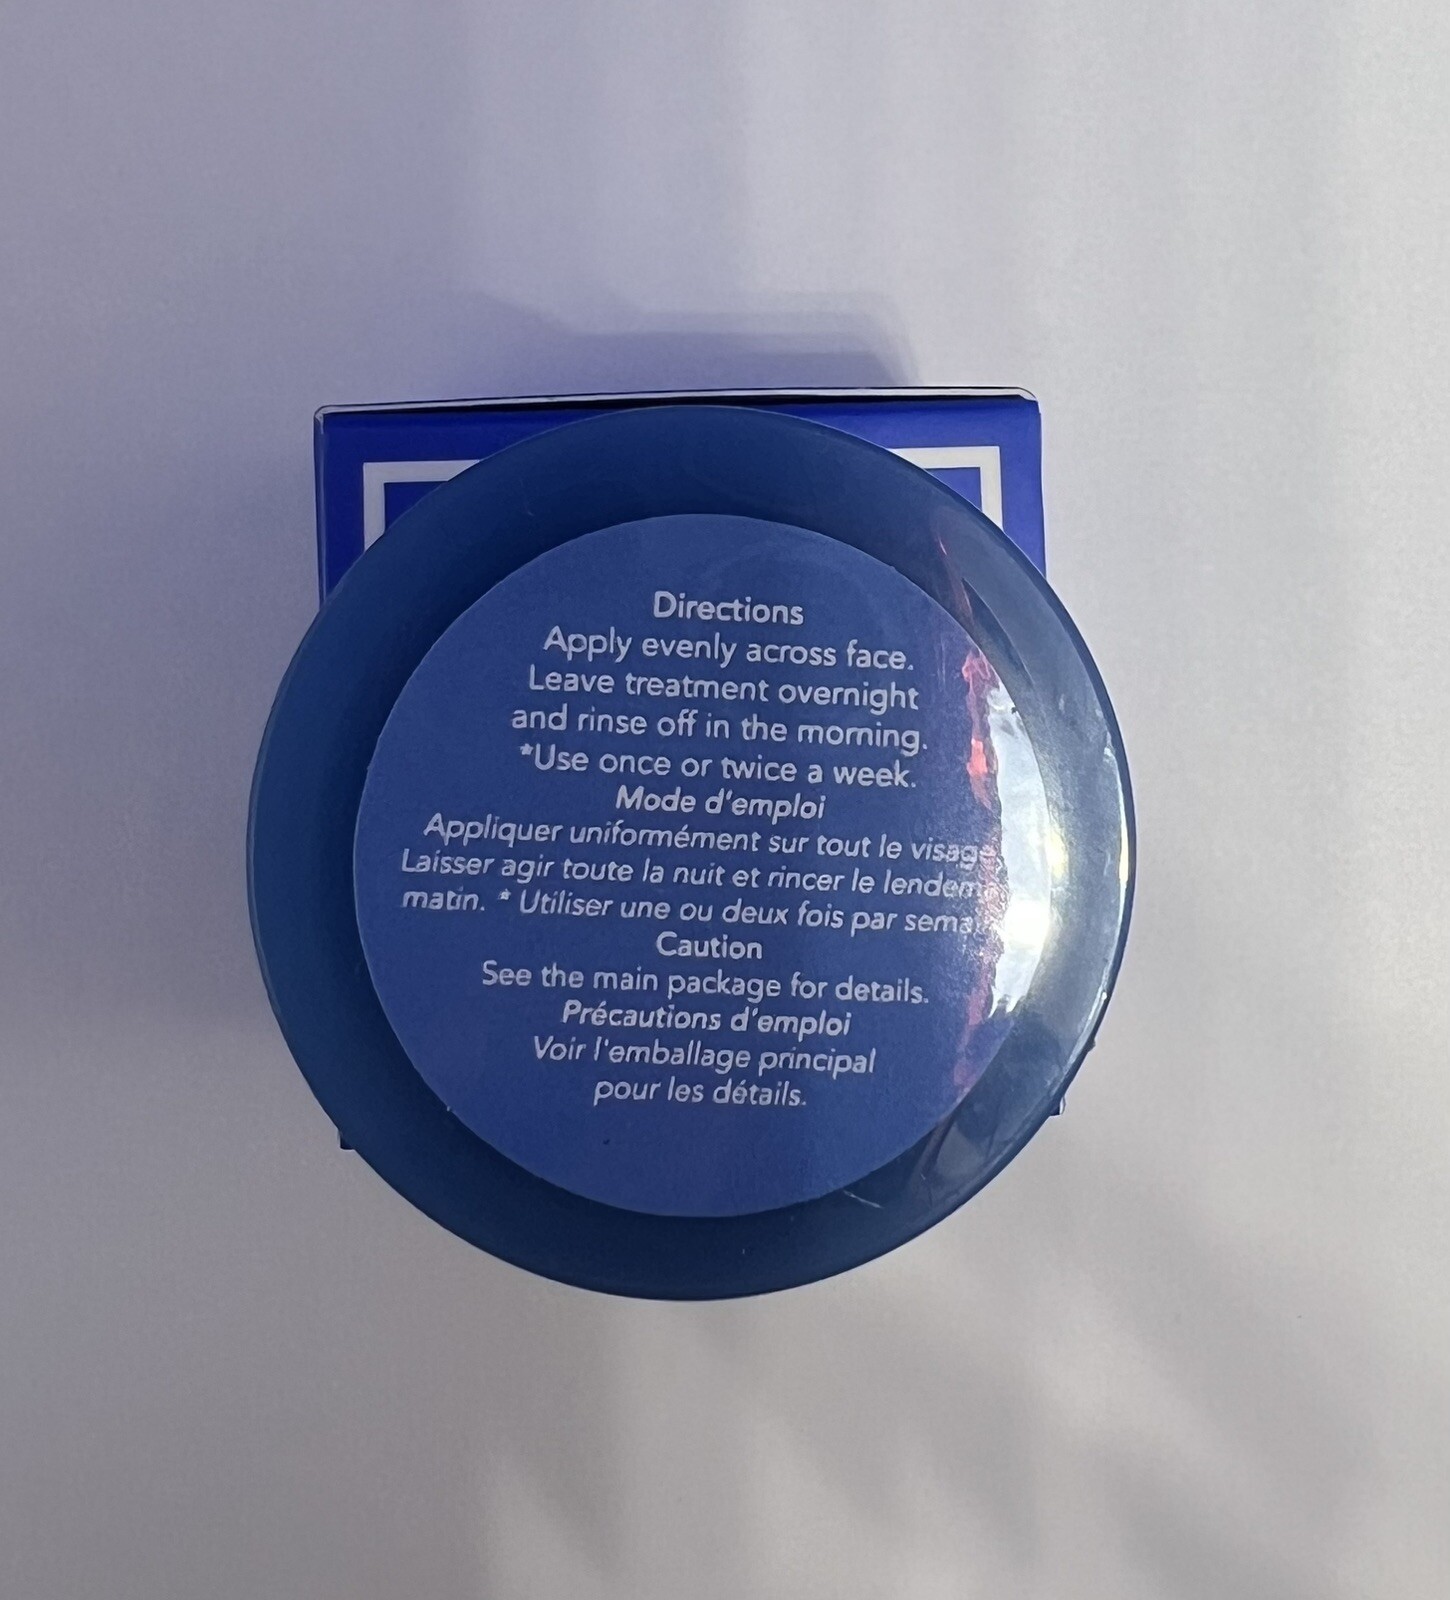 Directions
Apply evenly across face.
Leave treatment overnight
and rinse off in the morning.
*Use once or twice a week.
Mode d'emploi
Appliquer uniformément sur tout le visage
Laisser agir toute la nuit et rincer le
matin. * Utiliser une ou deux fois par
Caution
See the main package for details.
Précautions d'emploi
Voir l'emballage principal
pour les détails.